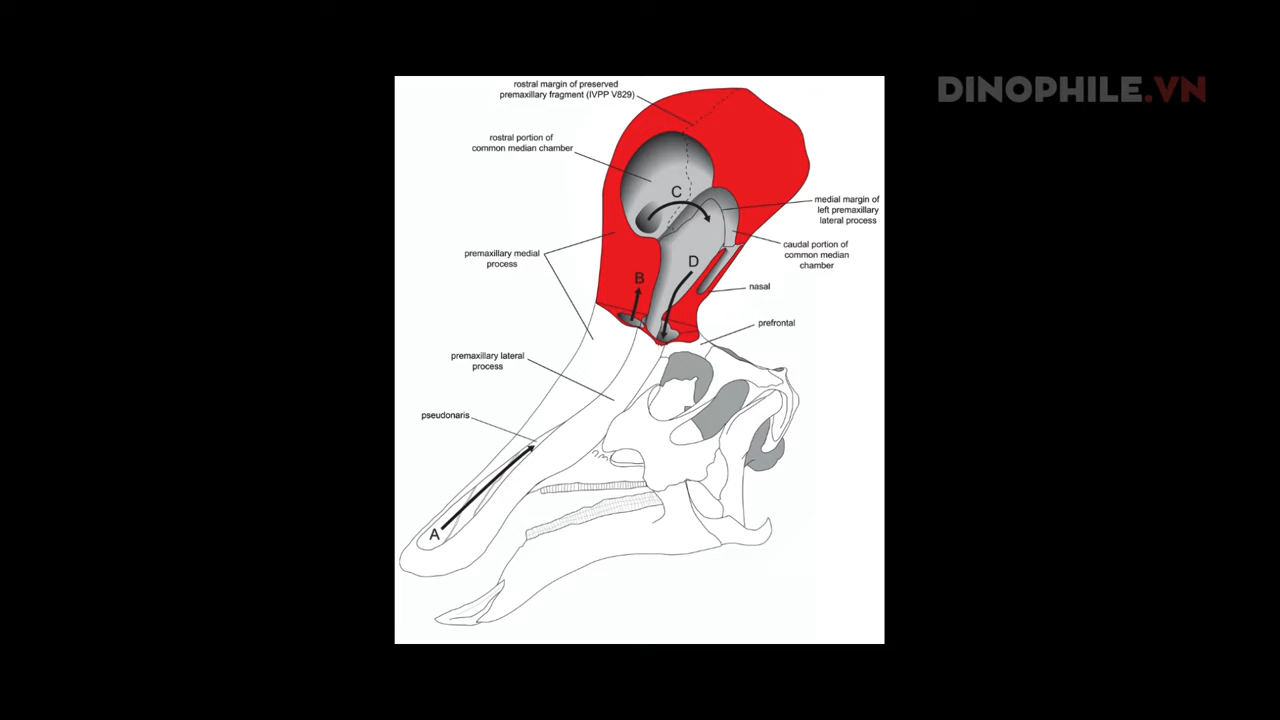 DINOPHILE.VN
rostral margin of preserved
premaxillary fragment (IVPP V829)
rostral portion of
common median chamber
C
medial margin of
left premaxillary
lateral process
caudal portion of
common median
chamber
premaxillary medial
process
D
B
nasal
prefrontal
premaxillary lateral
process
pseudonaris
A